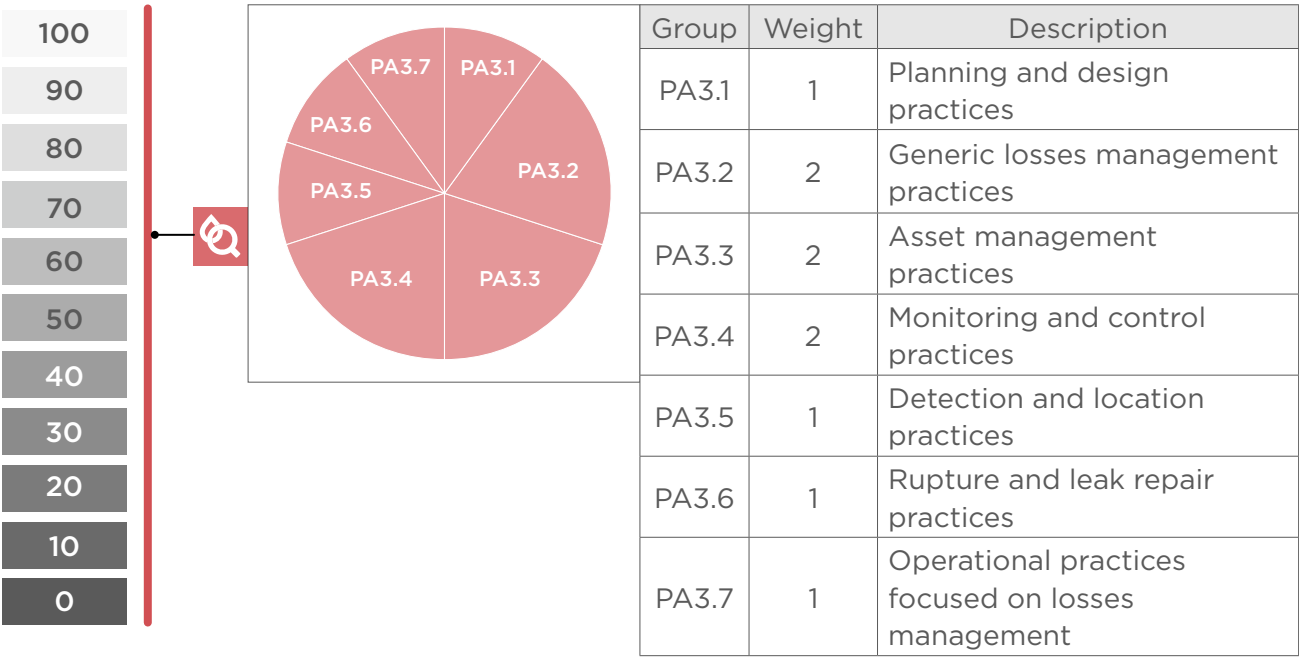 100
90
80
70
60
50
40
30
20
10
0
PA3.7
PA3.1
PA3.6
PA3.2
PA3.5
PA3.4
PA3.3
Group Weight Description
PA3.1 1 Planning and design
practices
PA3.2 2 Generic losses management
practices
PA3.3 2 Asset management
practices
PA3.4 2 Monitoring and control
practices
PA3.5 1 Detection and location
practices
PA3.6 1 Rupture and leak repair
practices
PA3.7 1 Operational practices
focused on losses
management